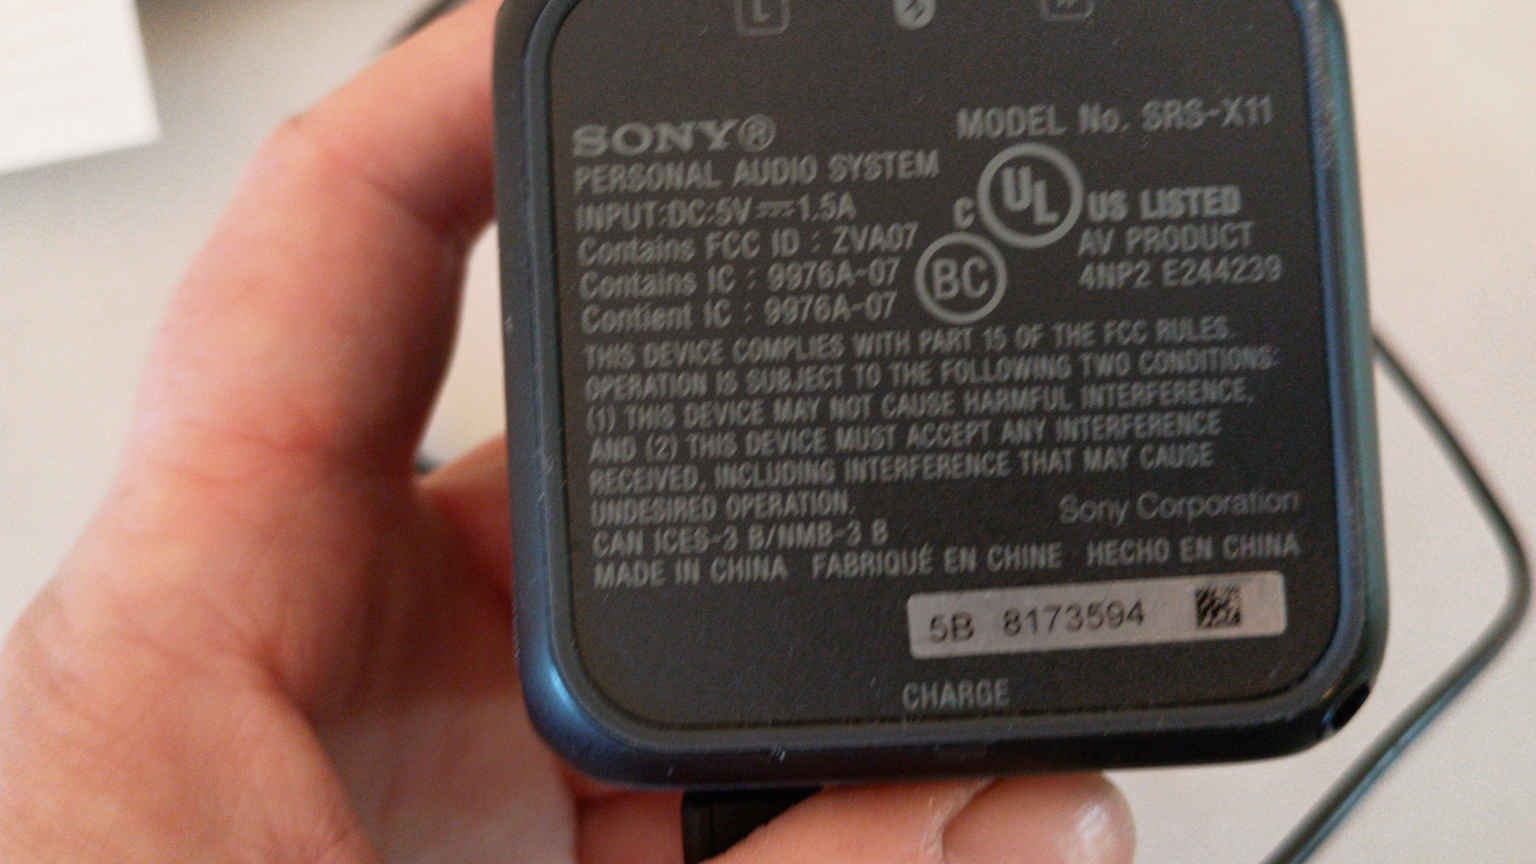 L
SONY® MODEL No. SRS-X11
PERSONAL AUDIO SYSTEM
INPUT:DC:5V⎓1.5A
C UL US LISTED
Contains FCC ID : ZVA07
AV PRODUCT
Contains IC : 9976A-07
BC
4NP2 E244239
Contient IC : 9976A-07
THIS DEVICE COMPLIES WITH PART 15 OF THE FCC RULES.
OPERATION IS SUBJECT TO THE FOLLOWING TWO CONDITIONS:
(1) THIS DEVICE MAY NOT CAUSE HARMFUL INTERFERENCE,
AND (2) THIS DEVICE MUST ACCEPT ANY INTERFERENCE
RECEIVED, INCLUDING INTERFERENCE THAT MAY CAUSE
UNDESIRED OPERATION.
Sony Corporation
CAN ICES-3 B/NMB-3 B
MADE IN CHINA FABRIQUÉ EN CHINE HECHO EN CHINA
5B 8173594
CHARGE